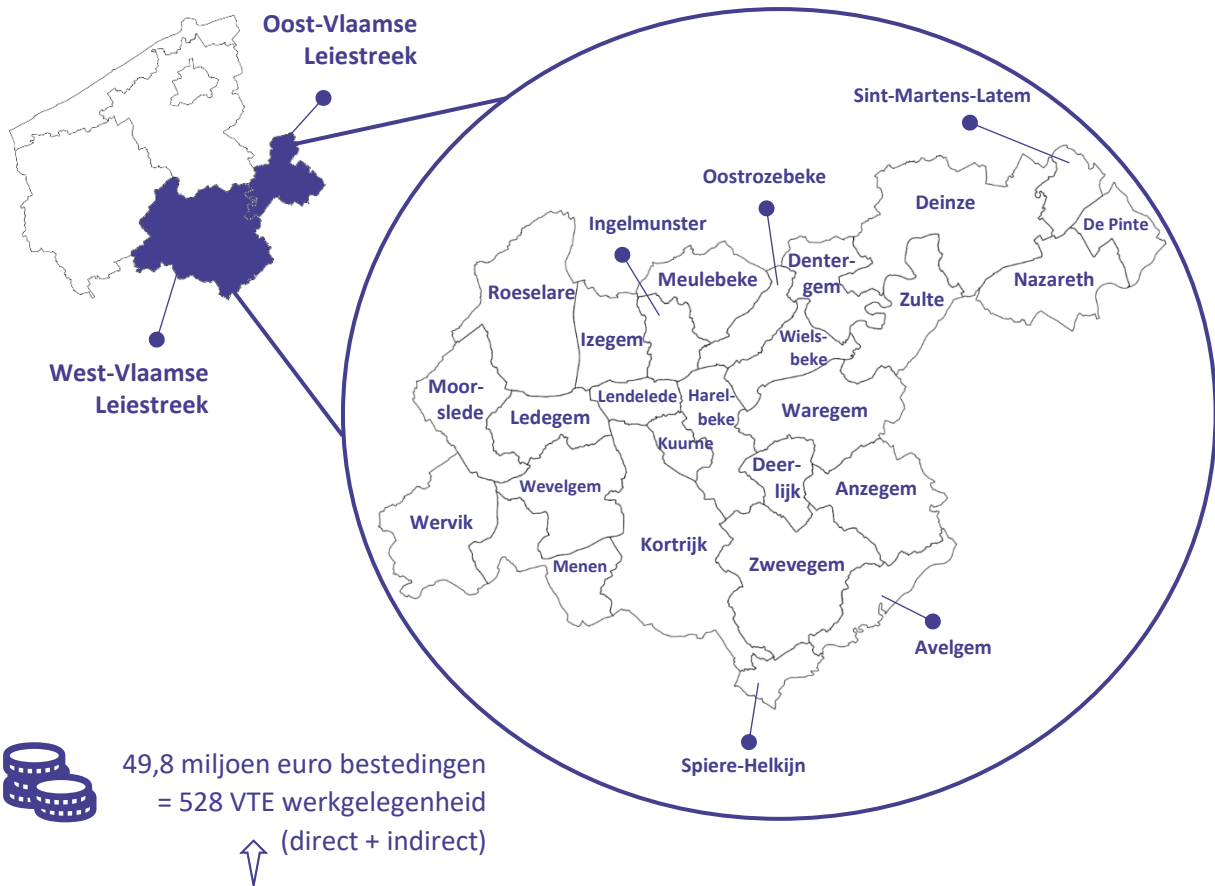 Oost-Vlaamse
Leiestreek
West-Vlaamse
Leiestreek
Sint-Martens-Latem
Oostrozebeke
Ingelmunster
Deinze
De Pinte
Nazareth
Denter-
gem
Meulebeke
Roeselare
Zulte
Izegem
Wiels-
beke
Moor-
slede
Lendelede
Harel-
beke
Waregem
Ledegem
Kuurne
Deer-
lijk
Wevelgem
Anzegem
Wervik
Kortrijk
Menen
Zwevegem
Avelgem
Spiere-Helkijn
49,8 miljoen euro bestedingen
= 528 VTE werkgelegenheid
(direct + indirect)